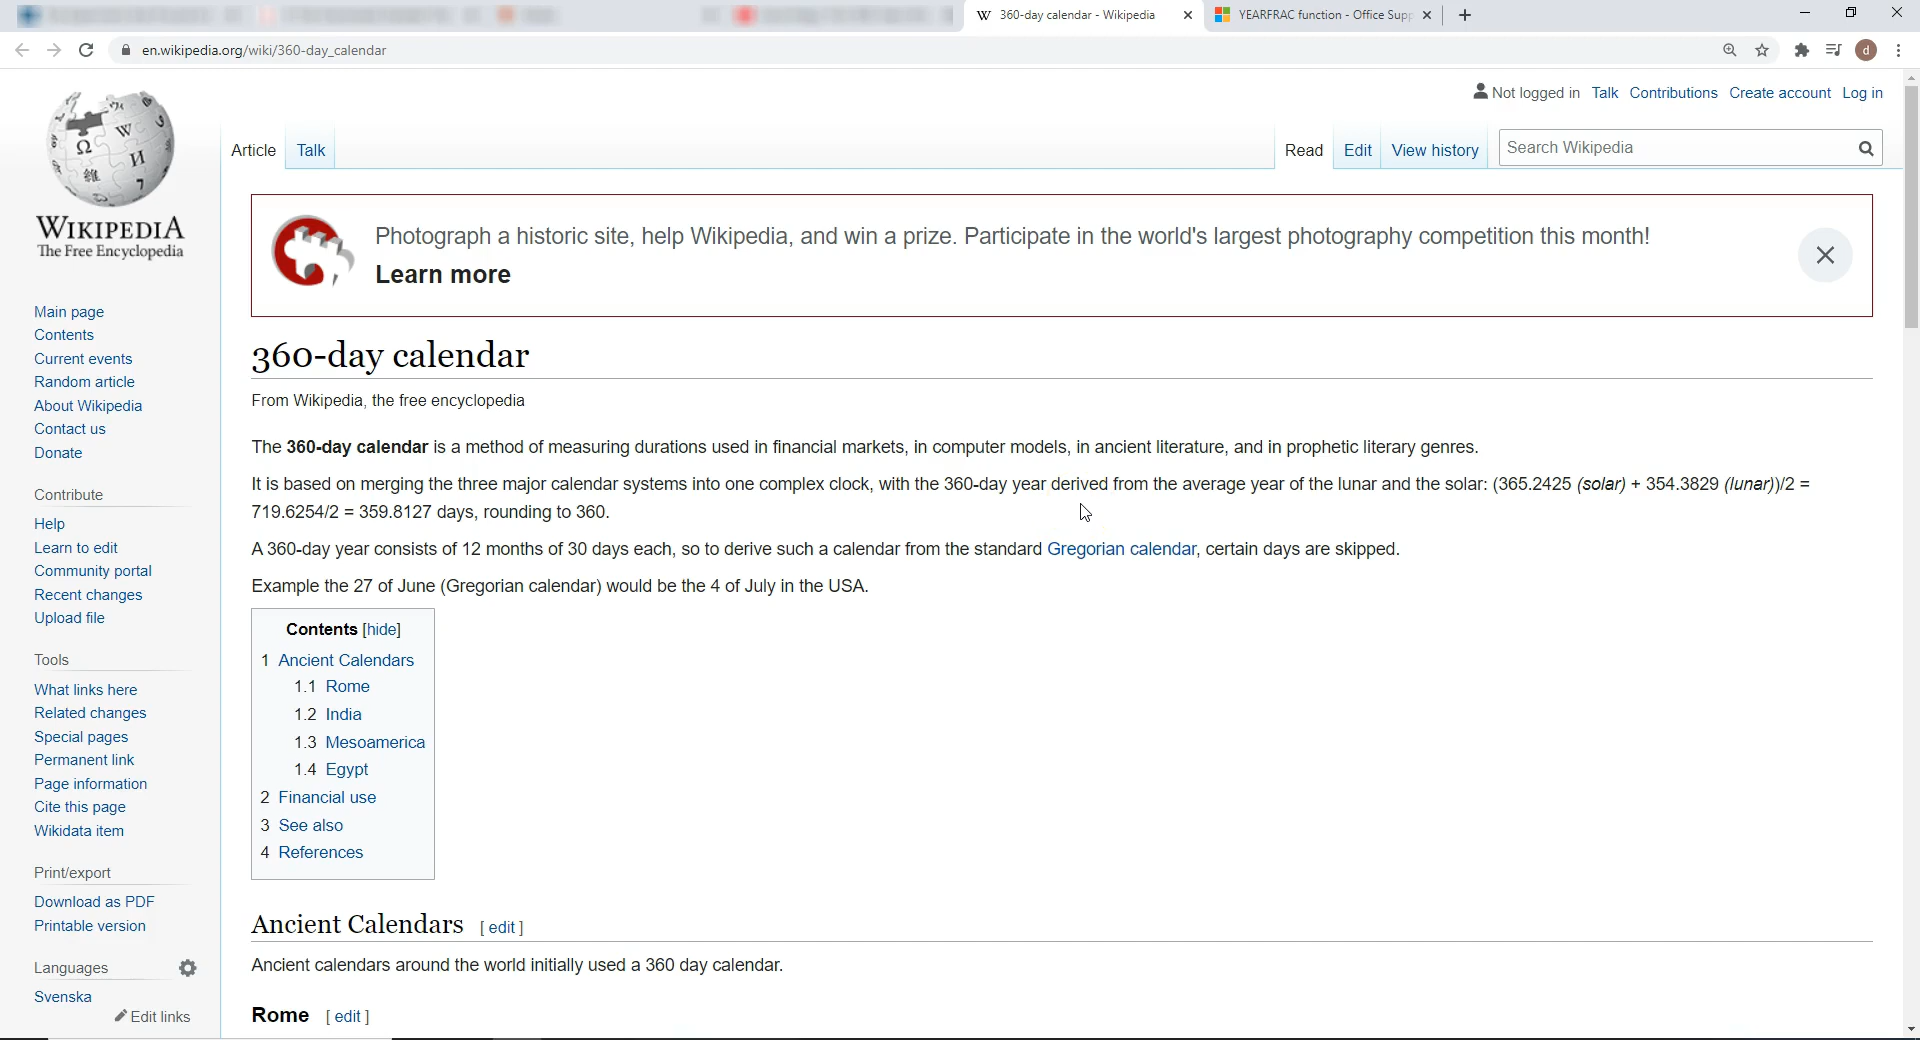 360-day calendar - Wikipedia
YEARFRAC function - Office Supp
en.wikipedia.org/wiki/360-day_calendar
d
Not logged in Talk Contributions Create account Log in
Article Talk
Read Edit View history
Search Wikipedia
WIKIPEDIA
The Free Encyclopedia
Photograph a historic site, help Wikipedia, and win a prize. Participate in the world's largest photography competition this month!
Learn more
Main page
Contents
Current events
Random article
About Wikipedia
Contact us
Donate
Contribute
Help
Learn to edit
Community portal
Recent changes
Upload file
Tools
What links here
Related changes
Special pages
Permanent link
Page information
Cite this page
Wikidata item
Print/export
Download as PDF
Printable version
Languages
Svenska
Edit links
360-day calendar
From Wikipedia, the free encyclopedia
The 360-day calendar is a method of measuring durations used in financial markets, in computer models, in ancient literature, and in prophetic literary genres.
It is based on merging the three major calendar systems into one complex clock, with the 360-day year derived from the average year of the lunar and the solar: (365.2425 (solar) + 354.3829 (lunar))/2 =
719.6254/2 = 359.8127 days, rounding to 360.
A 360-day year consists of 12 months of 30 days each, so to derive such a calendar from the standard Gregorian calendar, certain days are skipped.
Example the 27 of June (Gregorian calendar) would be the 4 of July in the USA.
Contents [hide]
1 Ancient Calendars
1.1 Rome
1.2 India
1.3 Mesoamerica
1.4 Egypt
2 Financial use
3 See also
4 References
Ancient Calendars [ edit ]
Ancient calendars around the world initially used a 360 day calendar.
Rome [ edit ]